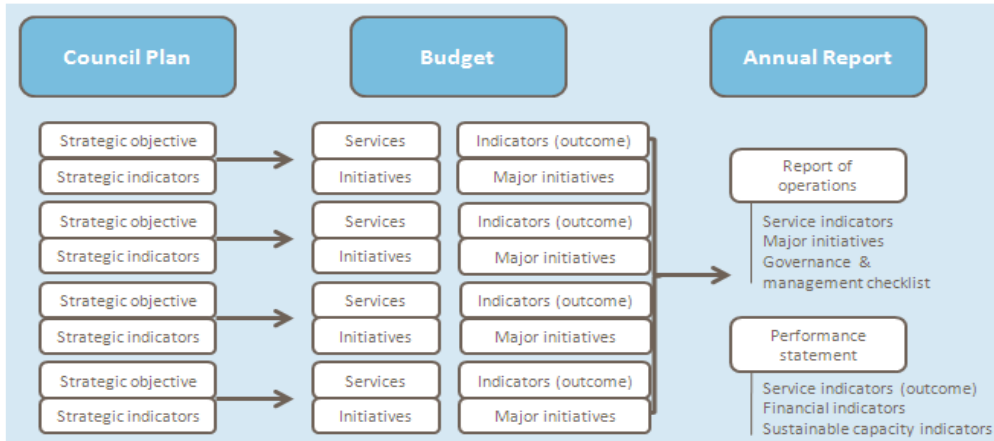 Council Plan
Budget
Annual Report
Strategic objective
Strategic indicators
Services
Initiatives
Indicators (outcome)
Major initiatives
Strategic objective
Strategic indicators
Services
Initiatives
Indicators (outcome)
Major initiatives
Strategic objective
Strategic indicators
Services
Initiatives
Indicators (outcome)
Major initiatives
Strategic objective
Strategic indicators
Services
Initiatives
Indicators (outcome)
Major initiatives
Report of
operations
Service indicators
Major initiatives
Governance &
management checklist
Performance
statement
Service indicators (outcome)
Financial indicators
Sustainable capacity indicators